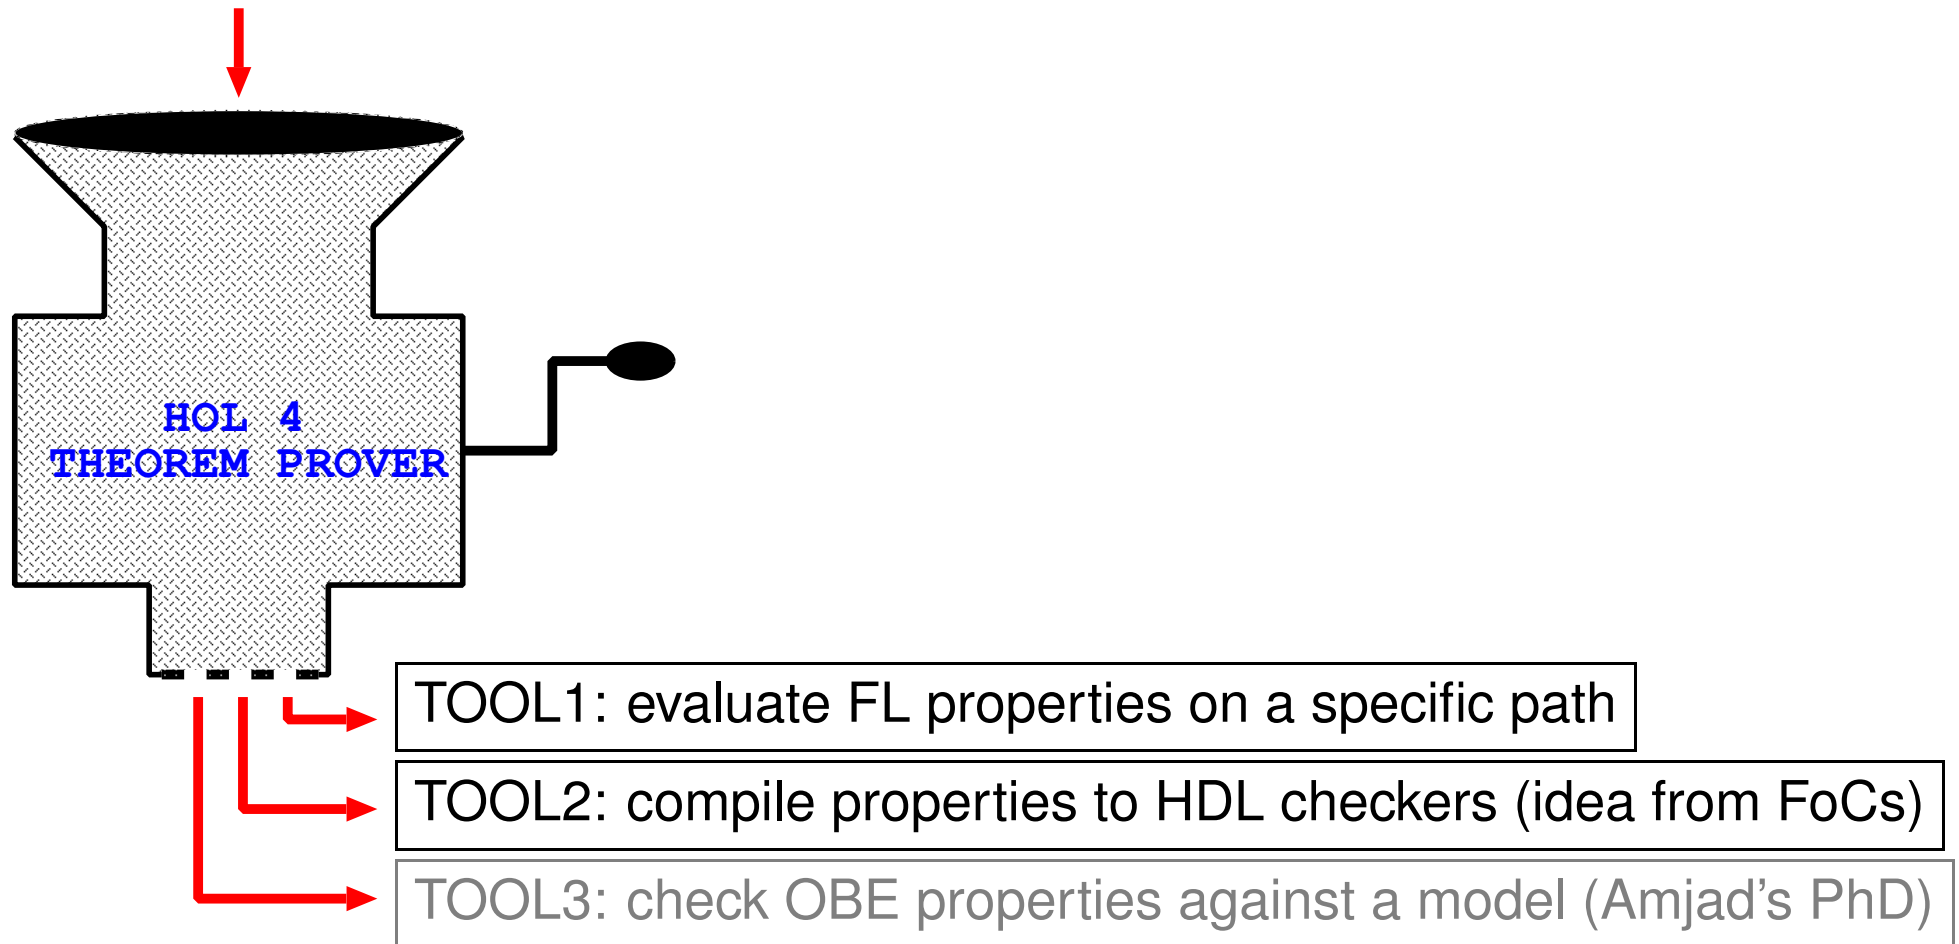 HOL 4
THEOREM PROVER
TOOL1: evaluate FL properties on a specific path
TOOL2: compile properties to HDL checkers (idea from FoCs)
TOOL3: check OBE properties against a model (Amjad's PhD)